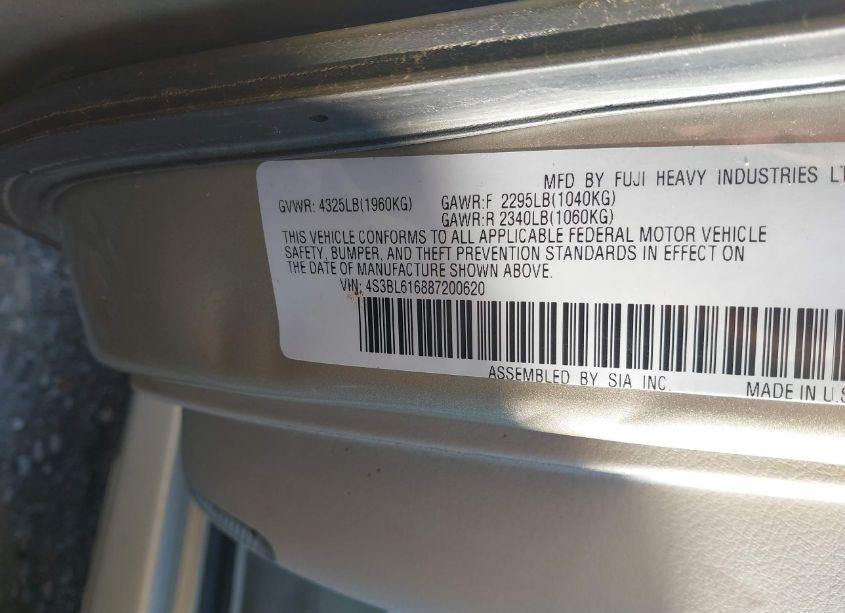 MFD BY FUJI HEAVY INDUSTRIES LT
GVWR: 4325LB(1960KG) GAWR:F 2295LB(1040KG)
GAWR:R 2340LB(1060KG)
THIS VEHICLE CONFORMS TO ALL APPLICABLE FEDERAL MOTOR VEHICLE
SAFETY, BUMPER, AND THEFT PREVENTION STANDARDS IN EFFECT ON
THE DATE OF MANUFACTURE SHOWN ABOVE.
VIN: 4S3BL616887200620
ASSEMBLED BY SIA INC.
MADE IN U.S